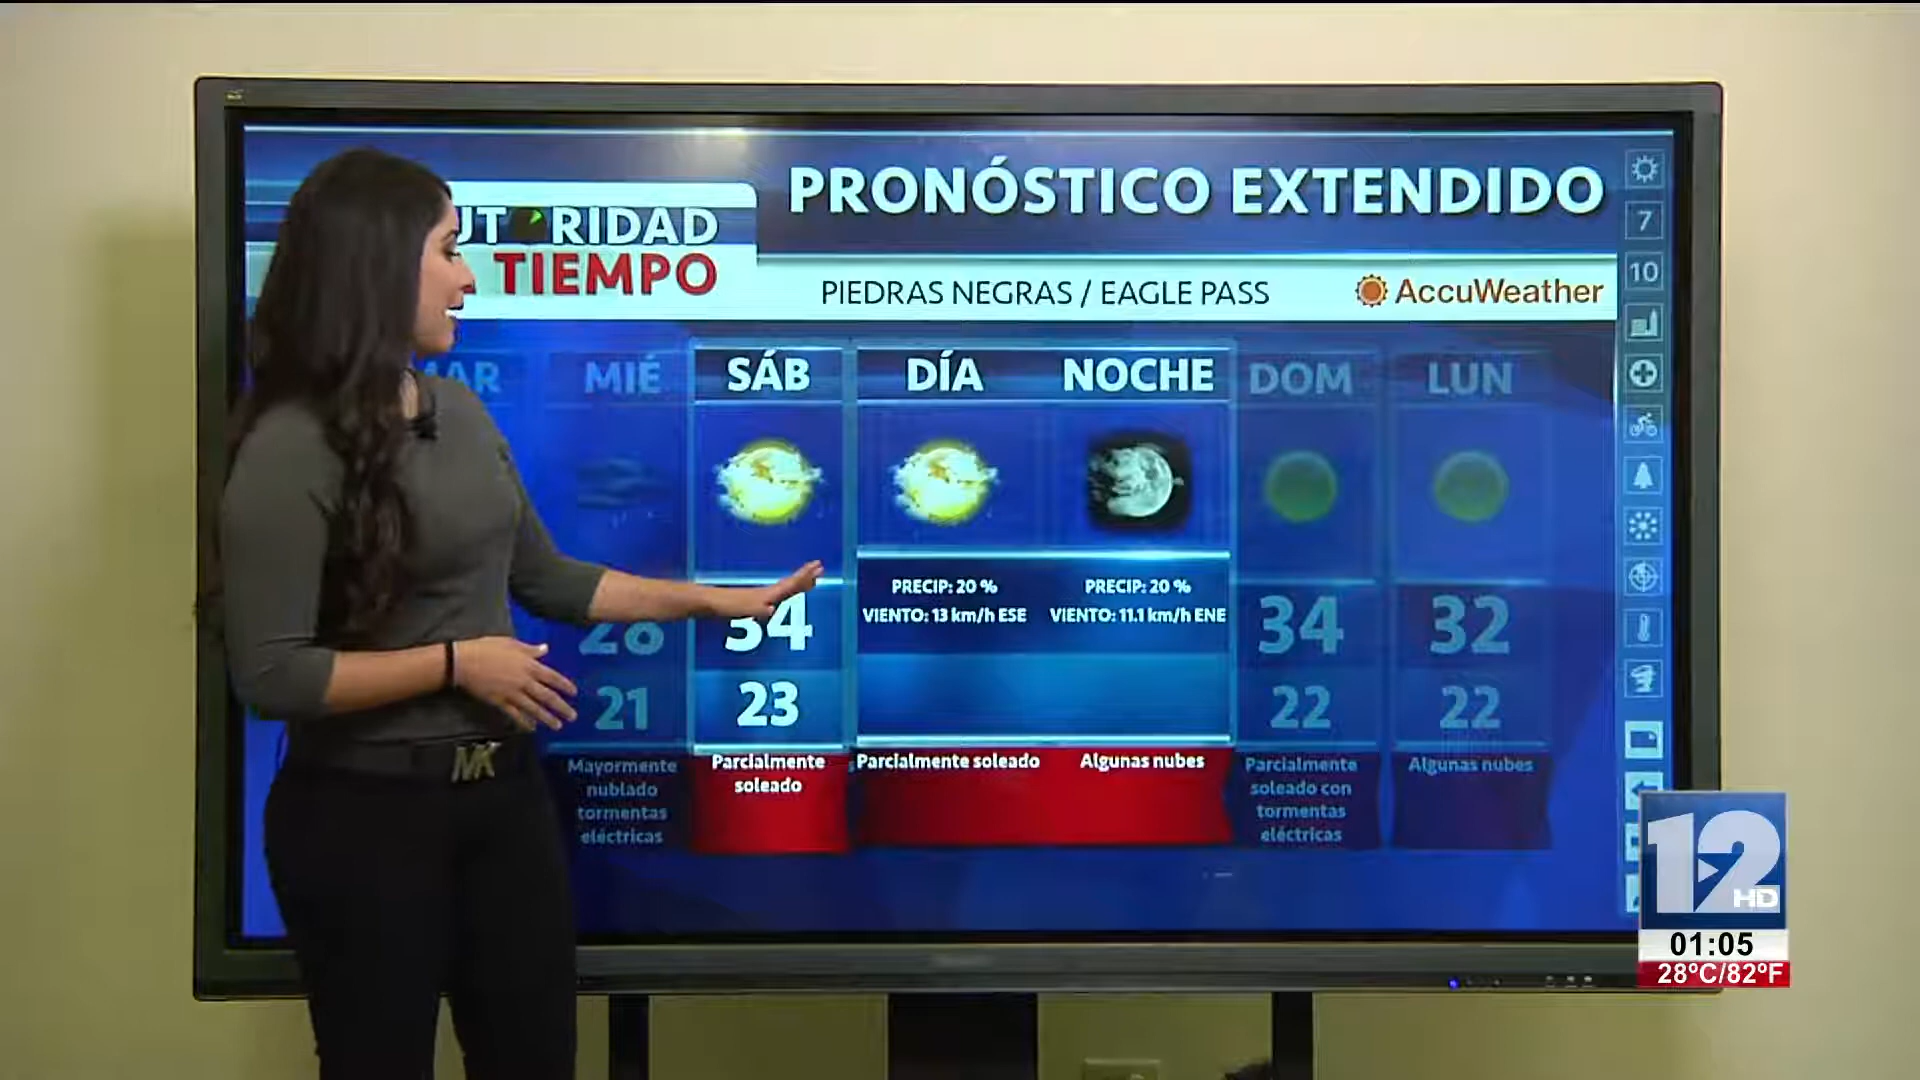 PRONÓSTICO EXTENDIDO
RIDAD
TIEMPO
PIEDRAS NEGRAS / EAGLE PASS
AccuWeather
MIÉ
SÁB
DÍA
NOCHE
DOM
LUN
7
10
PRECIP: 20 %
PRECIP: 20 %
VIENTO: 13 km/h ESE
VIENTO: 11.1 km/h ENE
28
34
34
32
21
23
22
22
Mayormente
nublado
tormentas
eléctricas
Parcialmente
soleado
Parcialmente soleado
Algunas nubes
Parcialmente
soleado con
tormentas
eléctricas
Algunas nubes
MK
12
HD
01:05
28ºC/82ºF